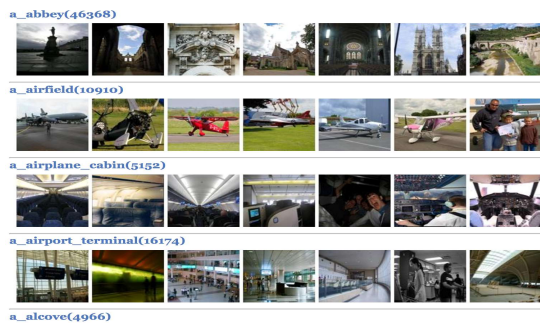 a_abbey(46368)
a_airfield(10910)
a_airplane_cabin(5152)
a_airport_terminal(16174)
a_alcove(4966)